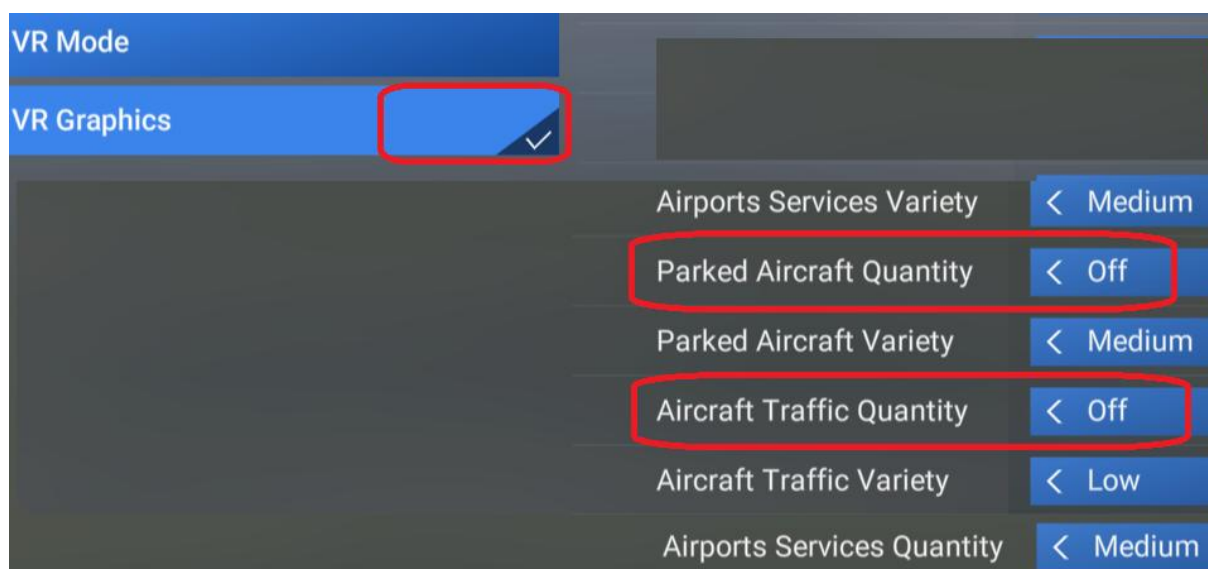 VR Mode
VR Graphics
Airports Services Variety < Medium
Parked Aircraft Quantity < Off
Parked Aircraft Variety < Medium
Aircraft Traffic Quantity < Off
Aircraft Traffic Variety < Low
Airports Services Quantity < Medium